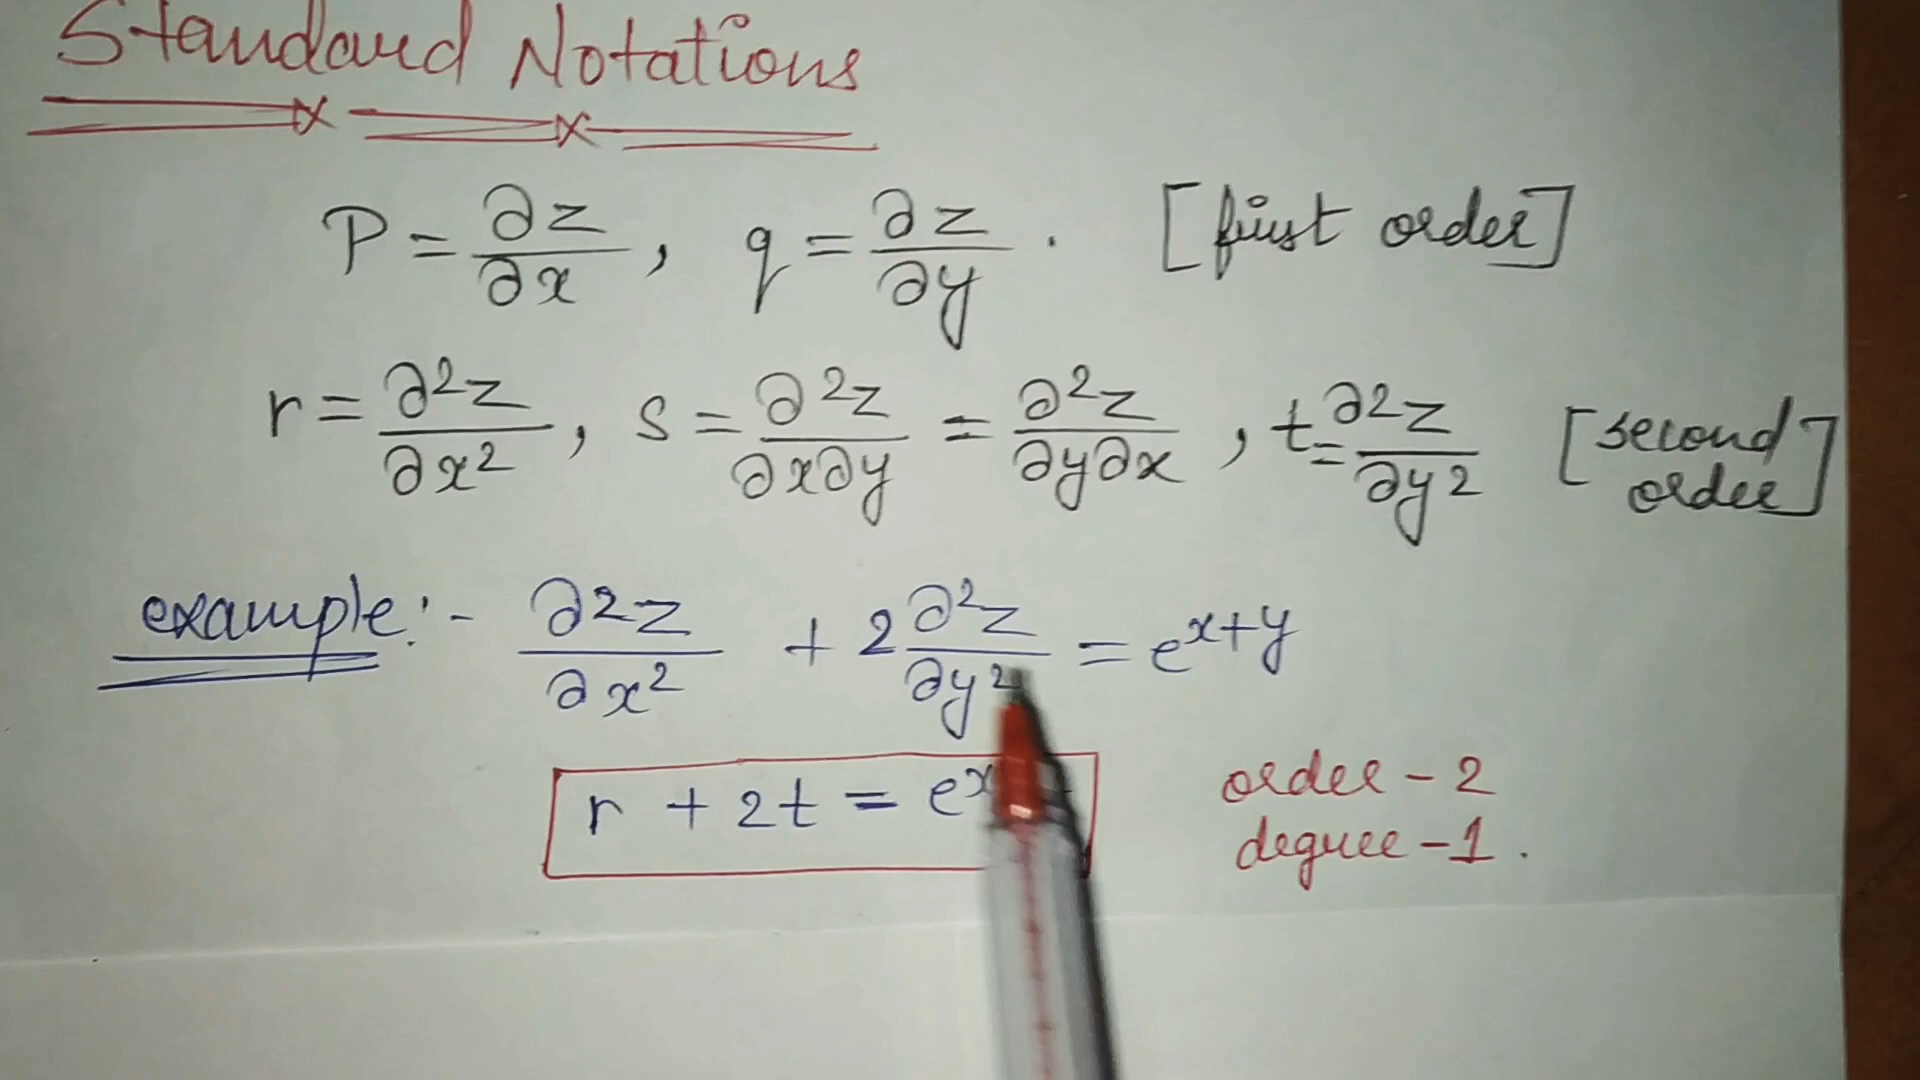 Standard Notations
P = ∂z/∂x , q = ∂z/∂y . [first order]
r = ∂²z/∂x² , s = ∂²z/∂x∂y = ∂²z/∂y∂x , t = ∂²z/∂y² [second order]
example:- ∂²z/∂x² + 2 ∂²z/∂y² = e^x+y
r + 2t = e^x
order - 2
degree - 1 .